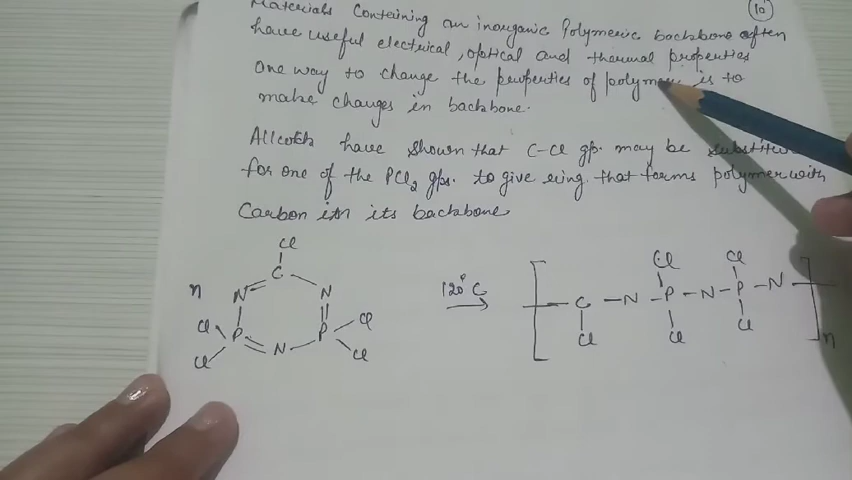 10
Materials Containing an inorganic Polymeric backbone often
have useful electrical, optical and thermal properties
One way to change the properties of polymer is to
make changes in backbone.
Allcock have shown that C-Cl gp. may be
for one of the PCl2 gps. to give ring that forms polymer with
Carbon itn its backbone
Cl
C
n N N
Cl P P Cl
Cl N Cl
120°C
Cl Cl
C - N - P - N - P - N
Cl Cl Cl
n